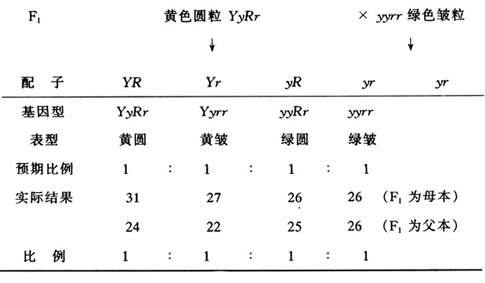 F₁ 黄色圆粒 YyRr × yyrr 绿色皱粒
↓ ↓
配 子 YR Yr yR yr yr
基因型 YyRr Yyrr yyRr yyrr
表型 黄圆 黄皱 绿圆 绿皱
预期比例 1 : 1 : 1 : 1
实际结果 31 27 26 26 (F₁ 为母本)
24 22 25 26 (F₁ 为父本)
比 例 1 : 1 : 1 : 1